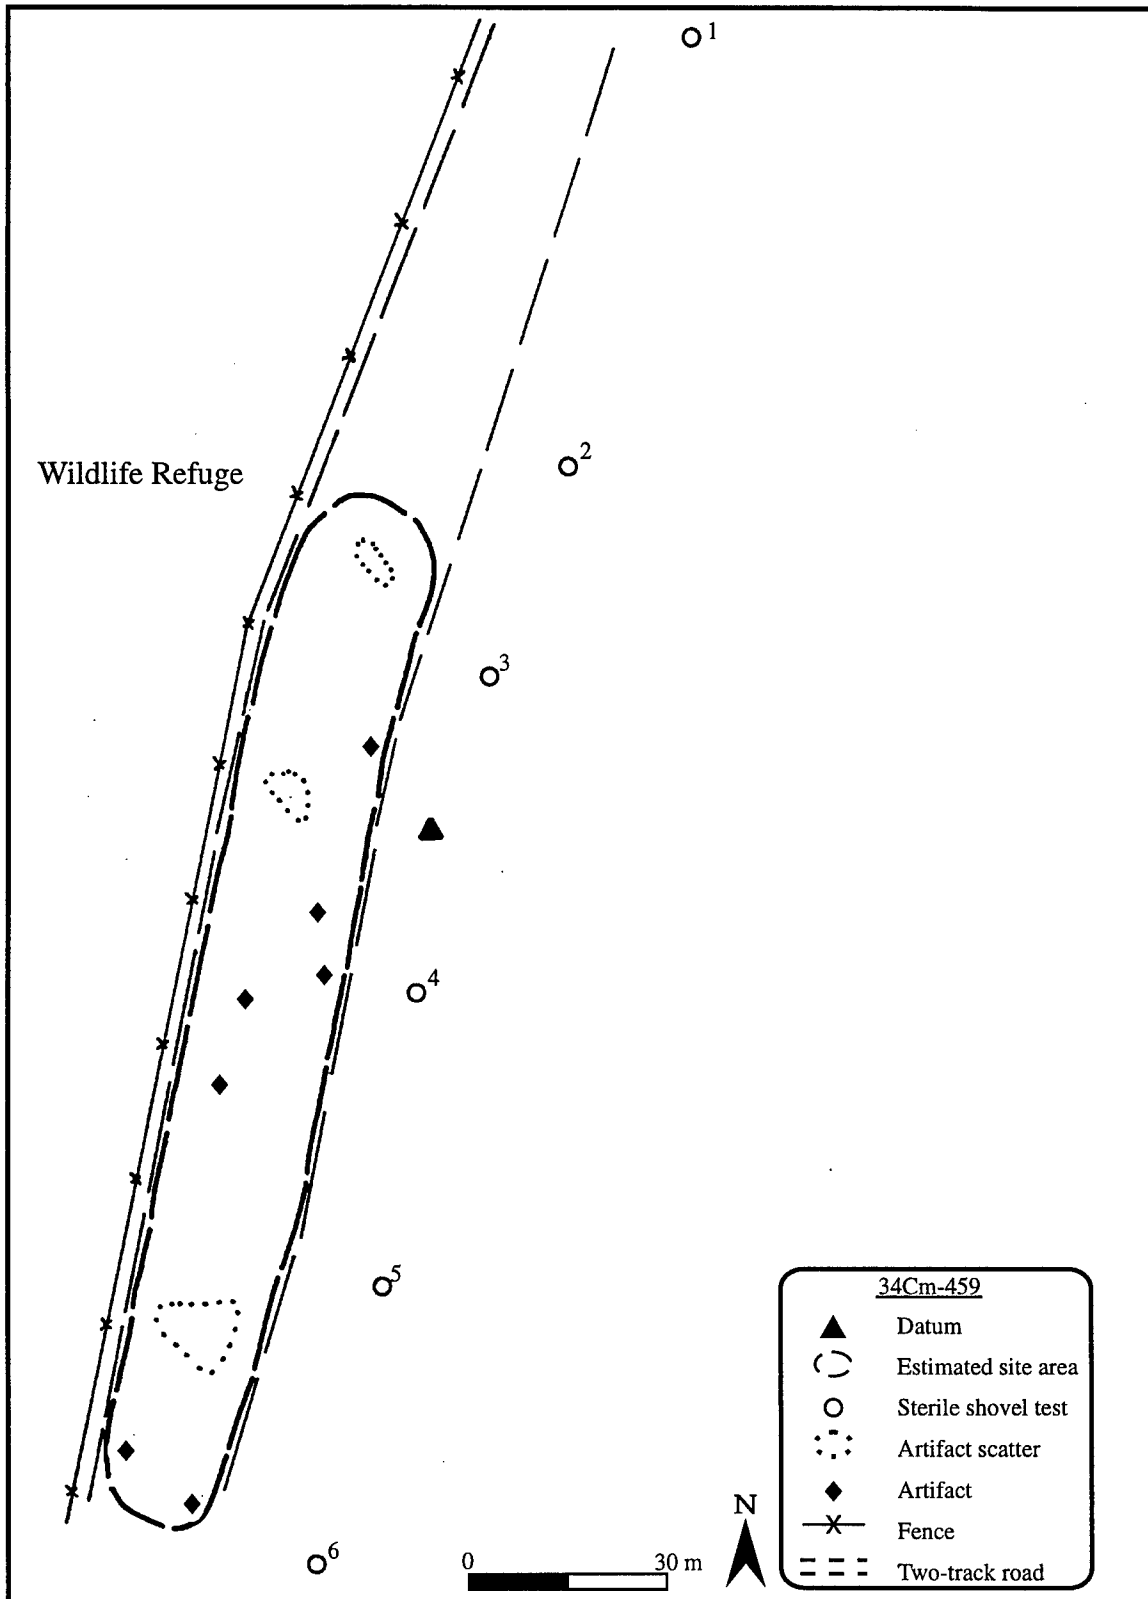 1
2
Wildlife Refuge
3
4
5
6
0 30 m
N
34Cm-459
Datum
Estimated site area
Sterile shovel test
Artifact scatter
Artifact
Fence
Two-track road